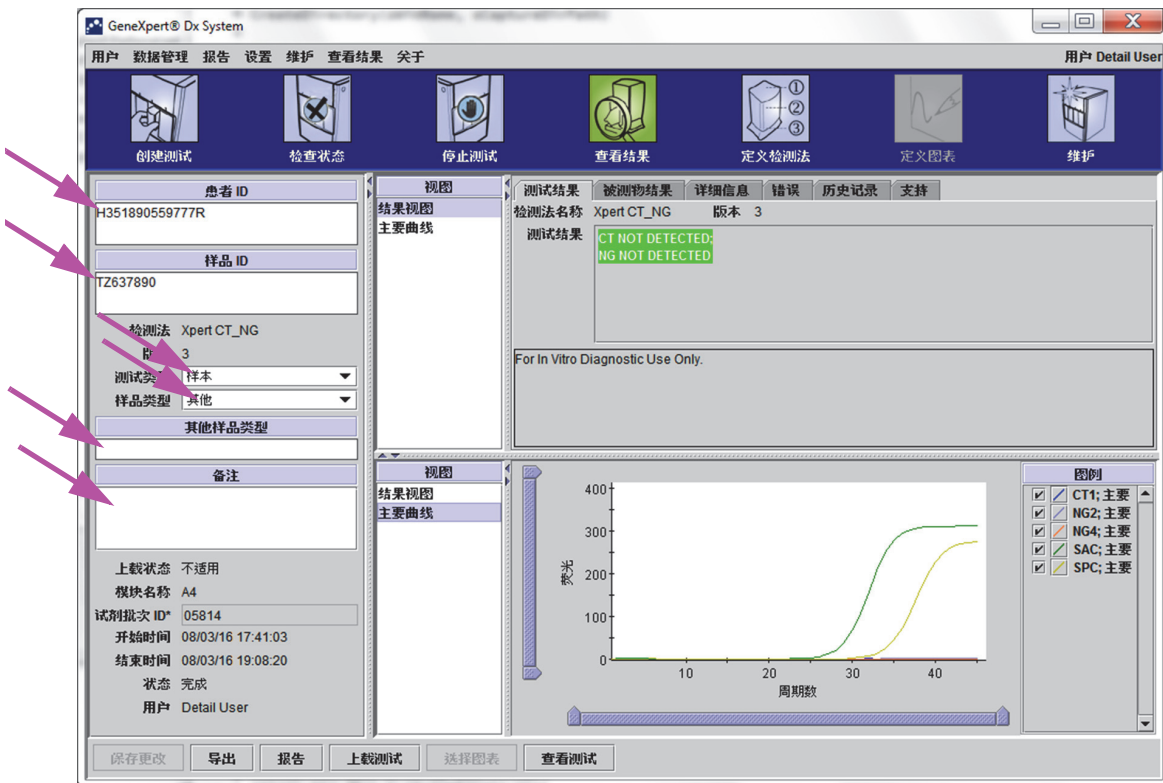 GeneXpert® Dx System
用户 数据管理 报告 设置 维护 查看结果 关于
用户 Detail User
创建测试
检查状态
停止测试
查看结果
①
②
③
定义检测法
定义图表
维护
患者 ID
H351890559777R
样品 ID
TZ637890
检测法 Xpert CT_NG
3
测试类 样本
样品类型 其他
其他样品类型
备注
上载状态 不适用
模块名称 A4
试剂批次 ID* 05814
开始时间 08/03/16 17:41:03
结束时间 08/03/16 19:08:20
状态 完成
用户 Detail User
视图
结果视图
主要曲线
测试结果 被测物结果 详细信息 错误 历史记录 支持
检测法名称 Xpert CT_NG 版本 3
测试结果
CT NOT DETECTED;
NG NOT DETECTED
For In Vitro Diagnostic Use Only.
视图
结果视图
主要曲线
400
300
200
100
0
荧光
10 20 30 40
周期数
图例
CT1; 主要
NG2; 主要
NG4; 主要
SAC; 主要
SPC; 主要
保存更改 导出 报告 上载测试 选择图表 查看测试